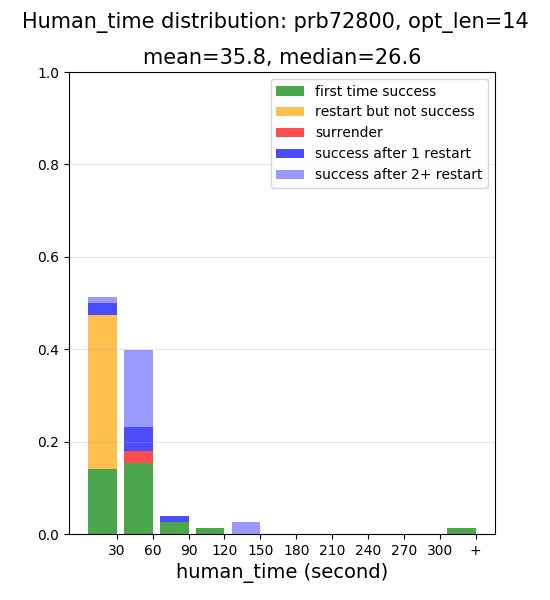 Human_time distribution: prb72800, opt_len=14
mean=35.8, median=26.6
1.0
0.8
0.6
0.4
0.2
0.0
first time success
restart but not success
surrender
success after 1 restart
success after 2+ restart
30 60 90 120 150 180 210 240 270 300 +
human_time (second)